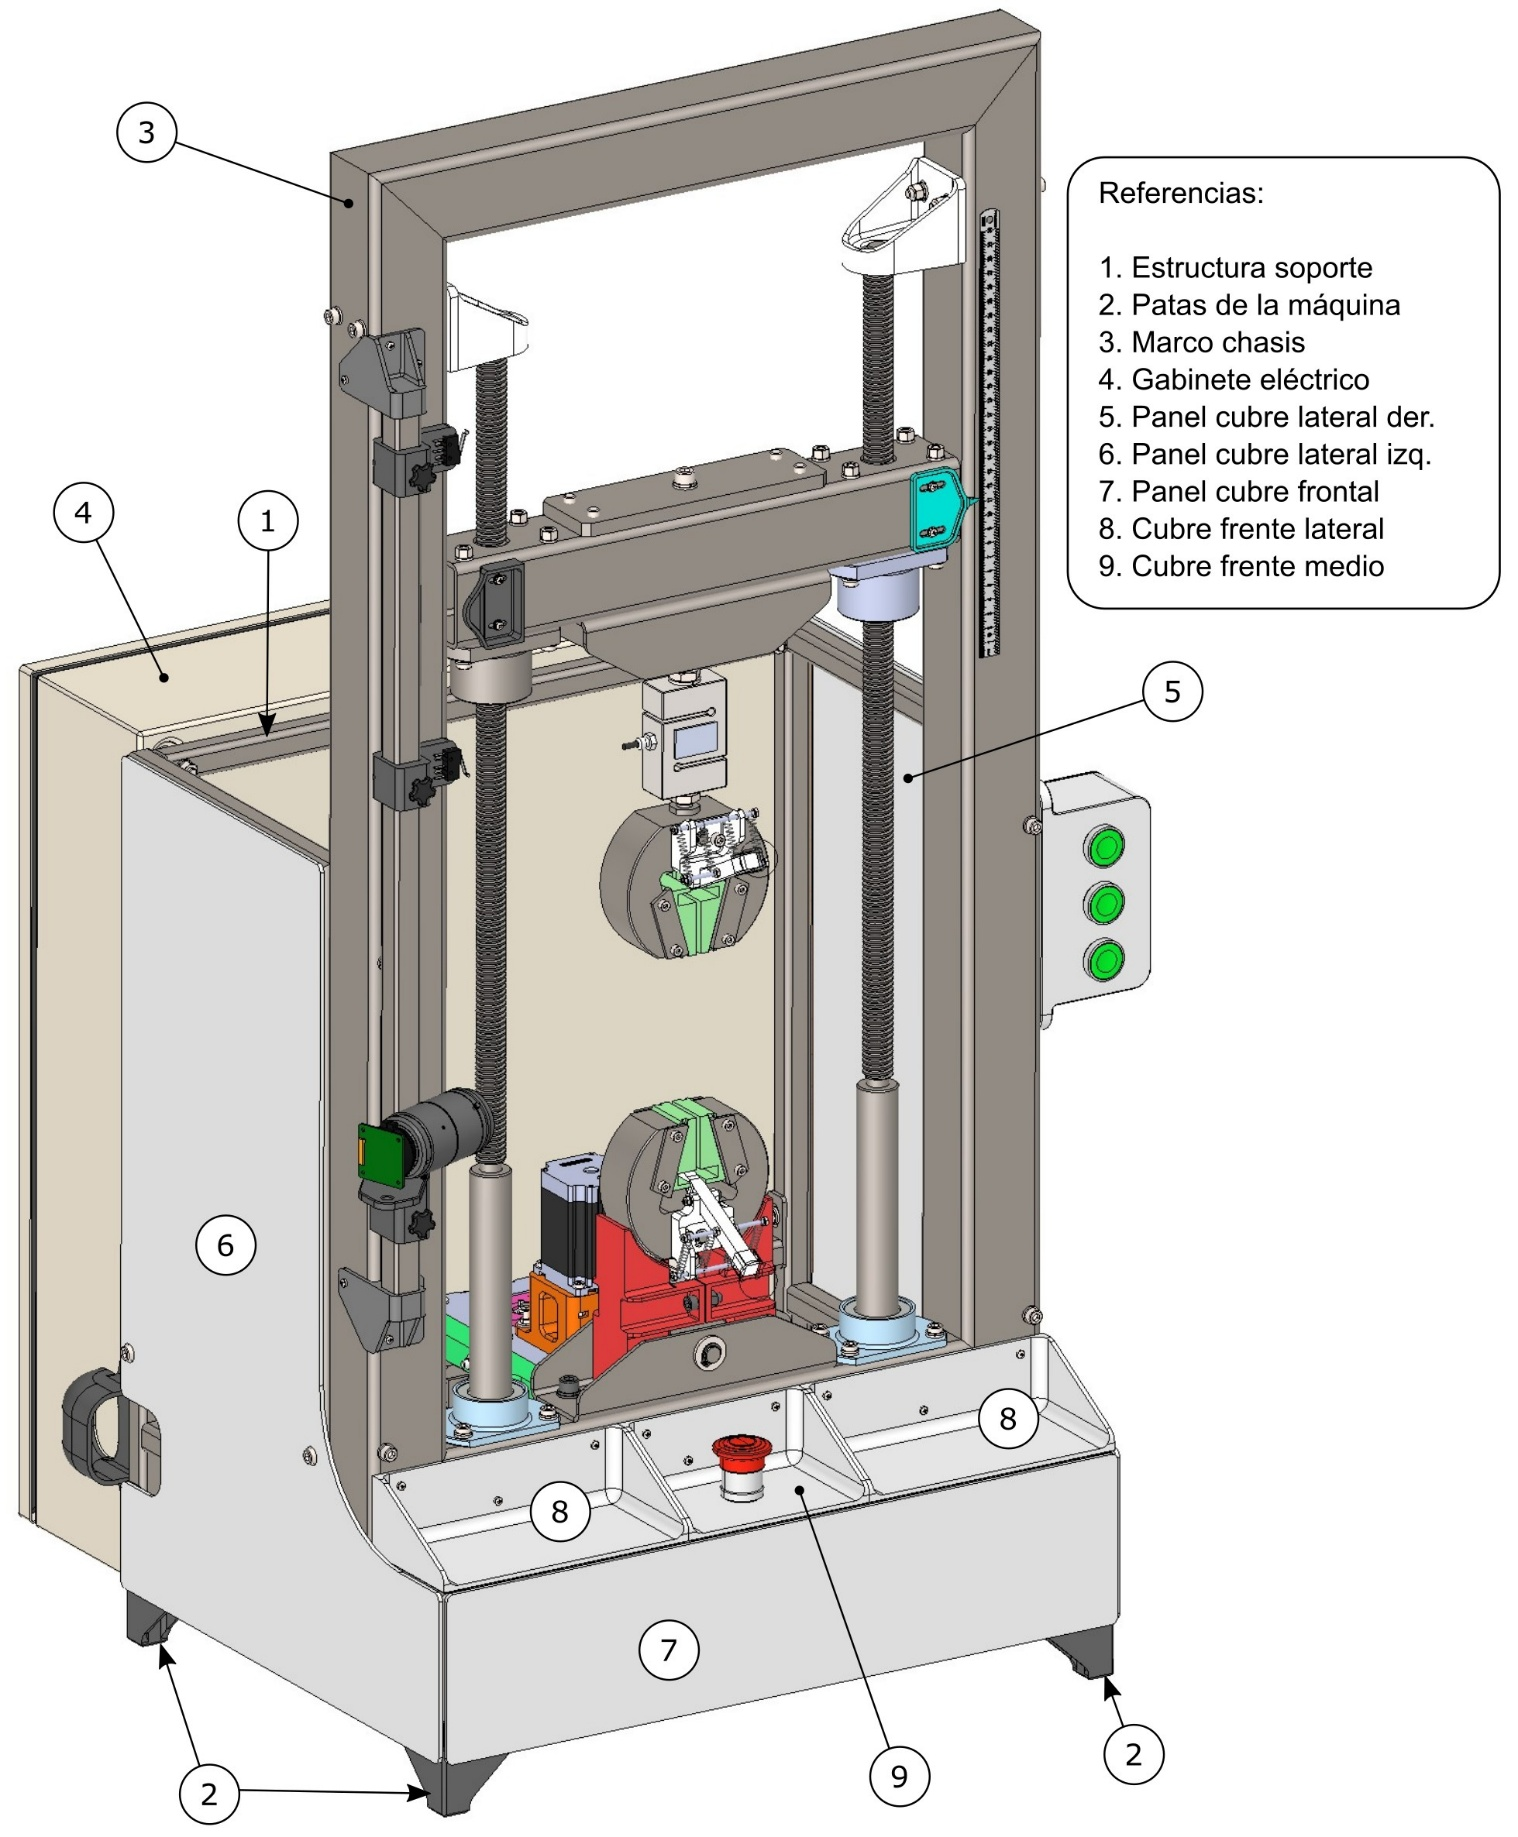 3
Referencias:
1. Estructura soporte
2. Patas de la máquina
3. Marco chasis
4. Gabinete eléctrico
5. Panel cubre lateral der.
6. Panel cubre lateral izq.
7. Panel cubre frontal
8. Cubre frente lateral
9. Cubre frente medio
4
1
5
6
8
8
7
2
9
2